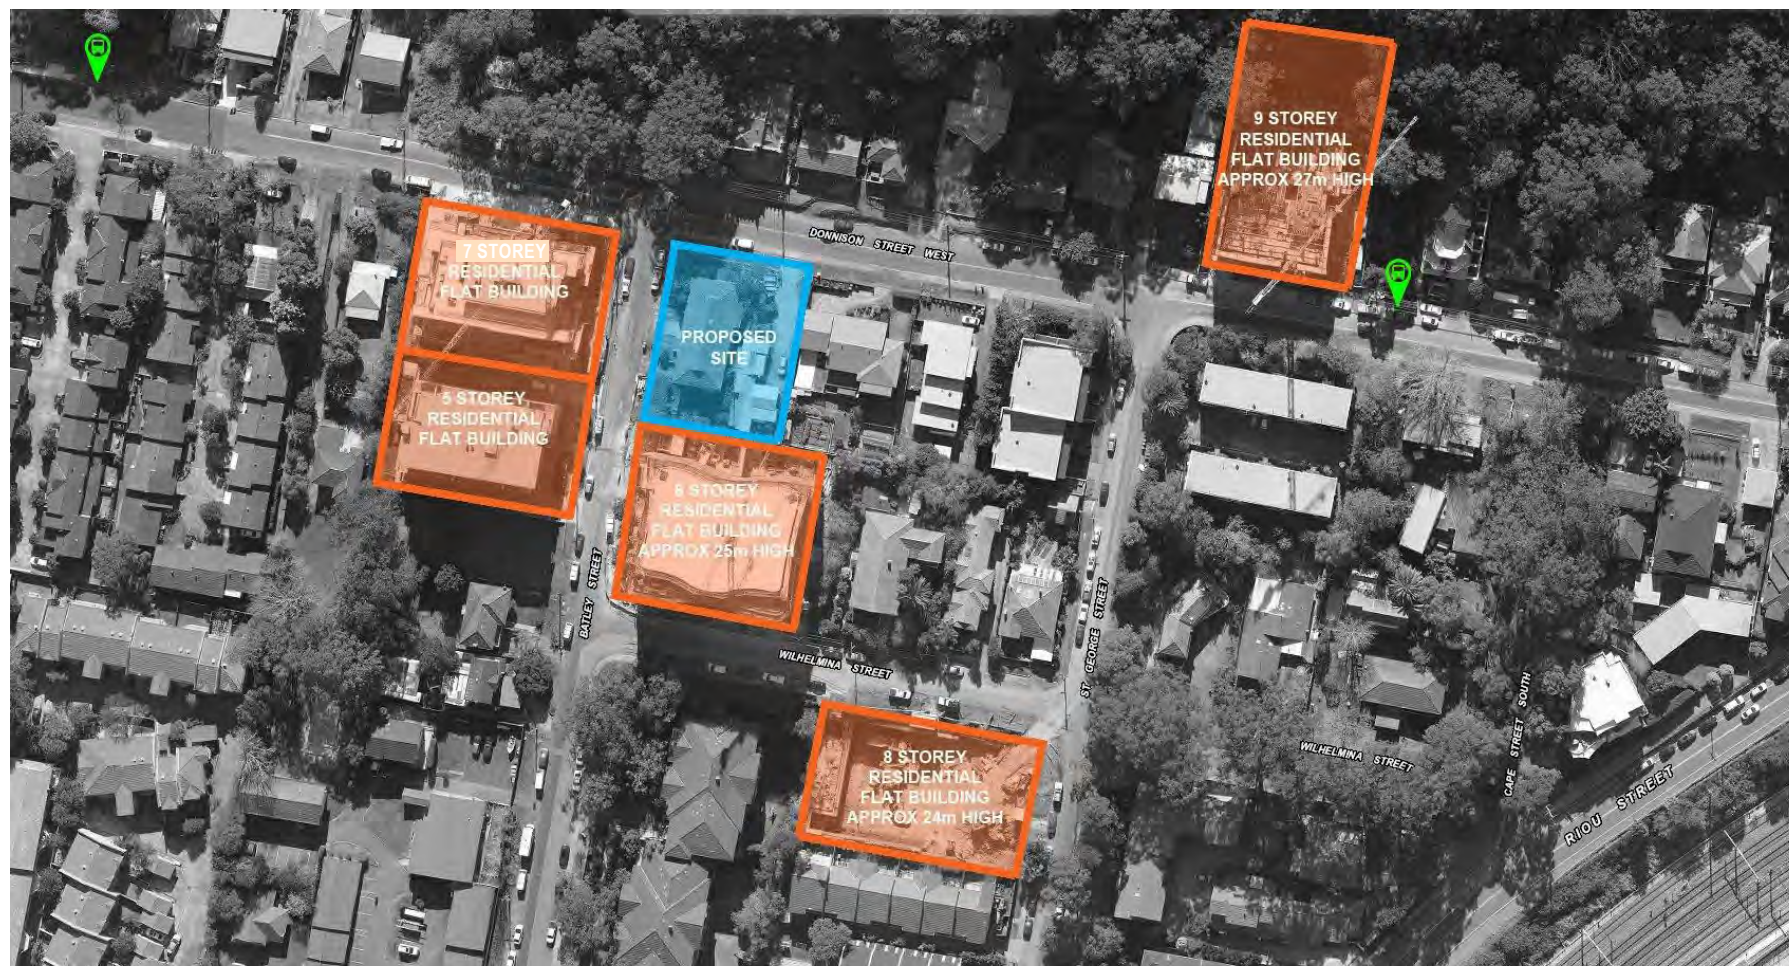 9 STOREY
RESIDENTIAL
FLAT BUILDING
APPROX 27m HIGH
DONNISON STREET WEST
7 STOREY
RESIDENTIAL
FLAT BUILDING
PROPOSED
SITE
5 STOREY
RESIDENTIAL
FLAT BUILDING
8 STOREY
RESIDENTIAL
FLAT BUILDING
APPROX 25m HIGH
BATLEY STREET
ST GEORGE STREET
WILHELMINA STREET
8 STOREY
RESIDENTIAL
FLAT BUILDING
APPROX 24m HIGH
WILHELMINA STREET
CAPE STREET SOUTH
RIOU STREET